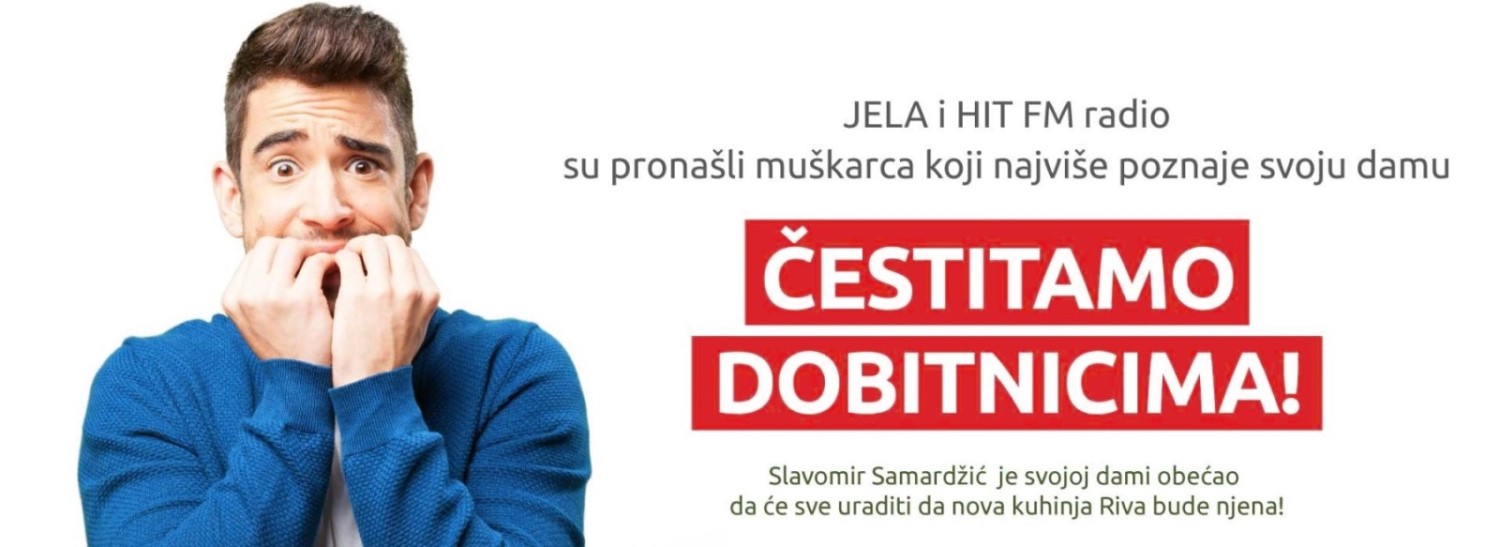 JELA i HIT FM radio
su pronašli muškarca koji najviše poznaje svoju damu
ČESTITAMO
DOBITNICIMA!
Slavomir Samardžić je svojoj dami obećao
da će sve uraditi da nova kuhinja Riva bude njena!